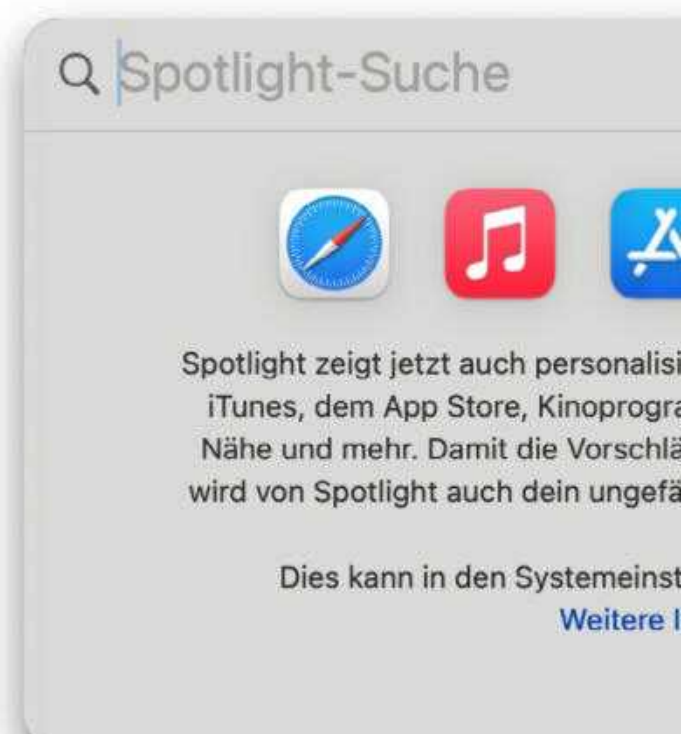 Spotlight-Suche
Spotlight zeigt jetzt auch personalisi
iTunes, dem App Store, Kinoprogra
Nähe und mehr. Damit die Vorschlä
wird von Spotlight auch dein ungefä
Dies kann in den Systemeinst
Weitere I